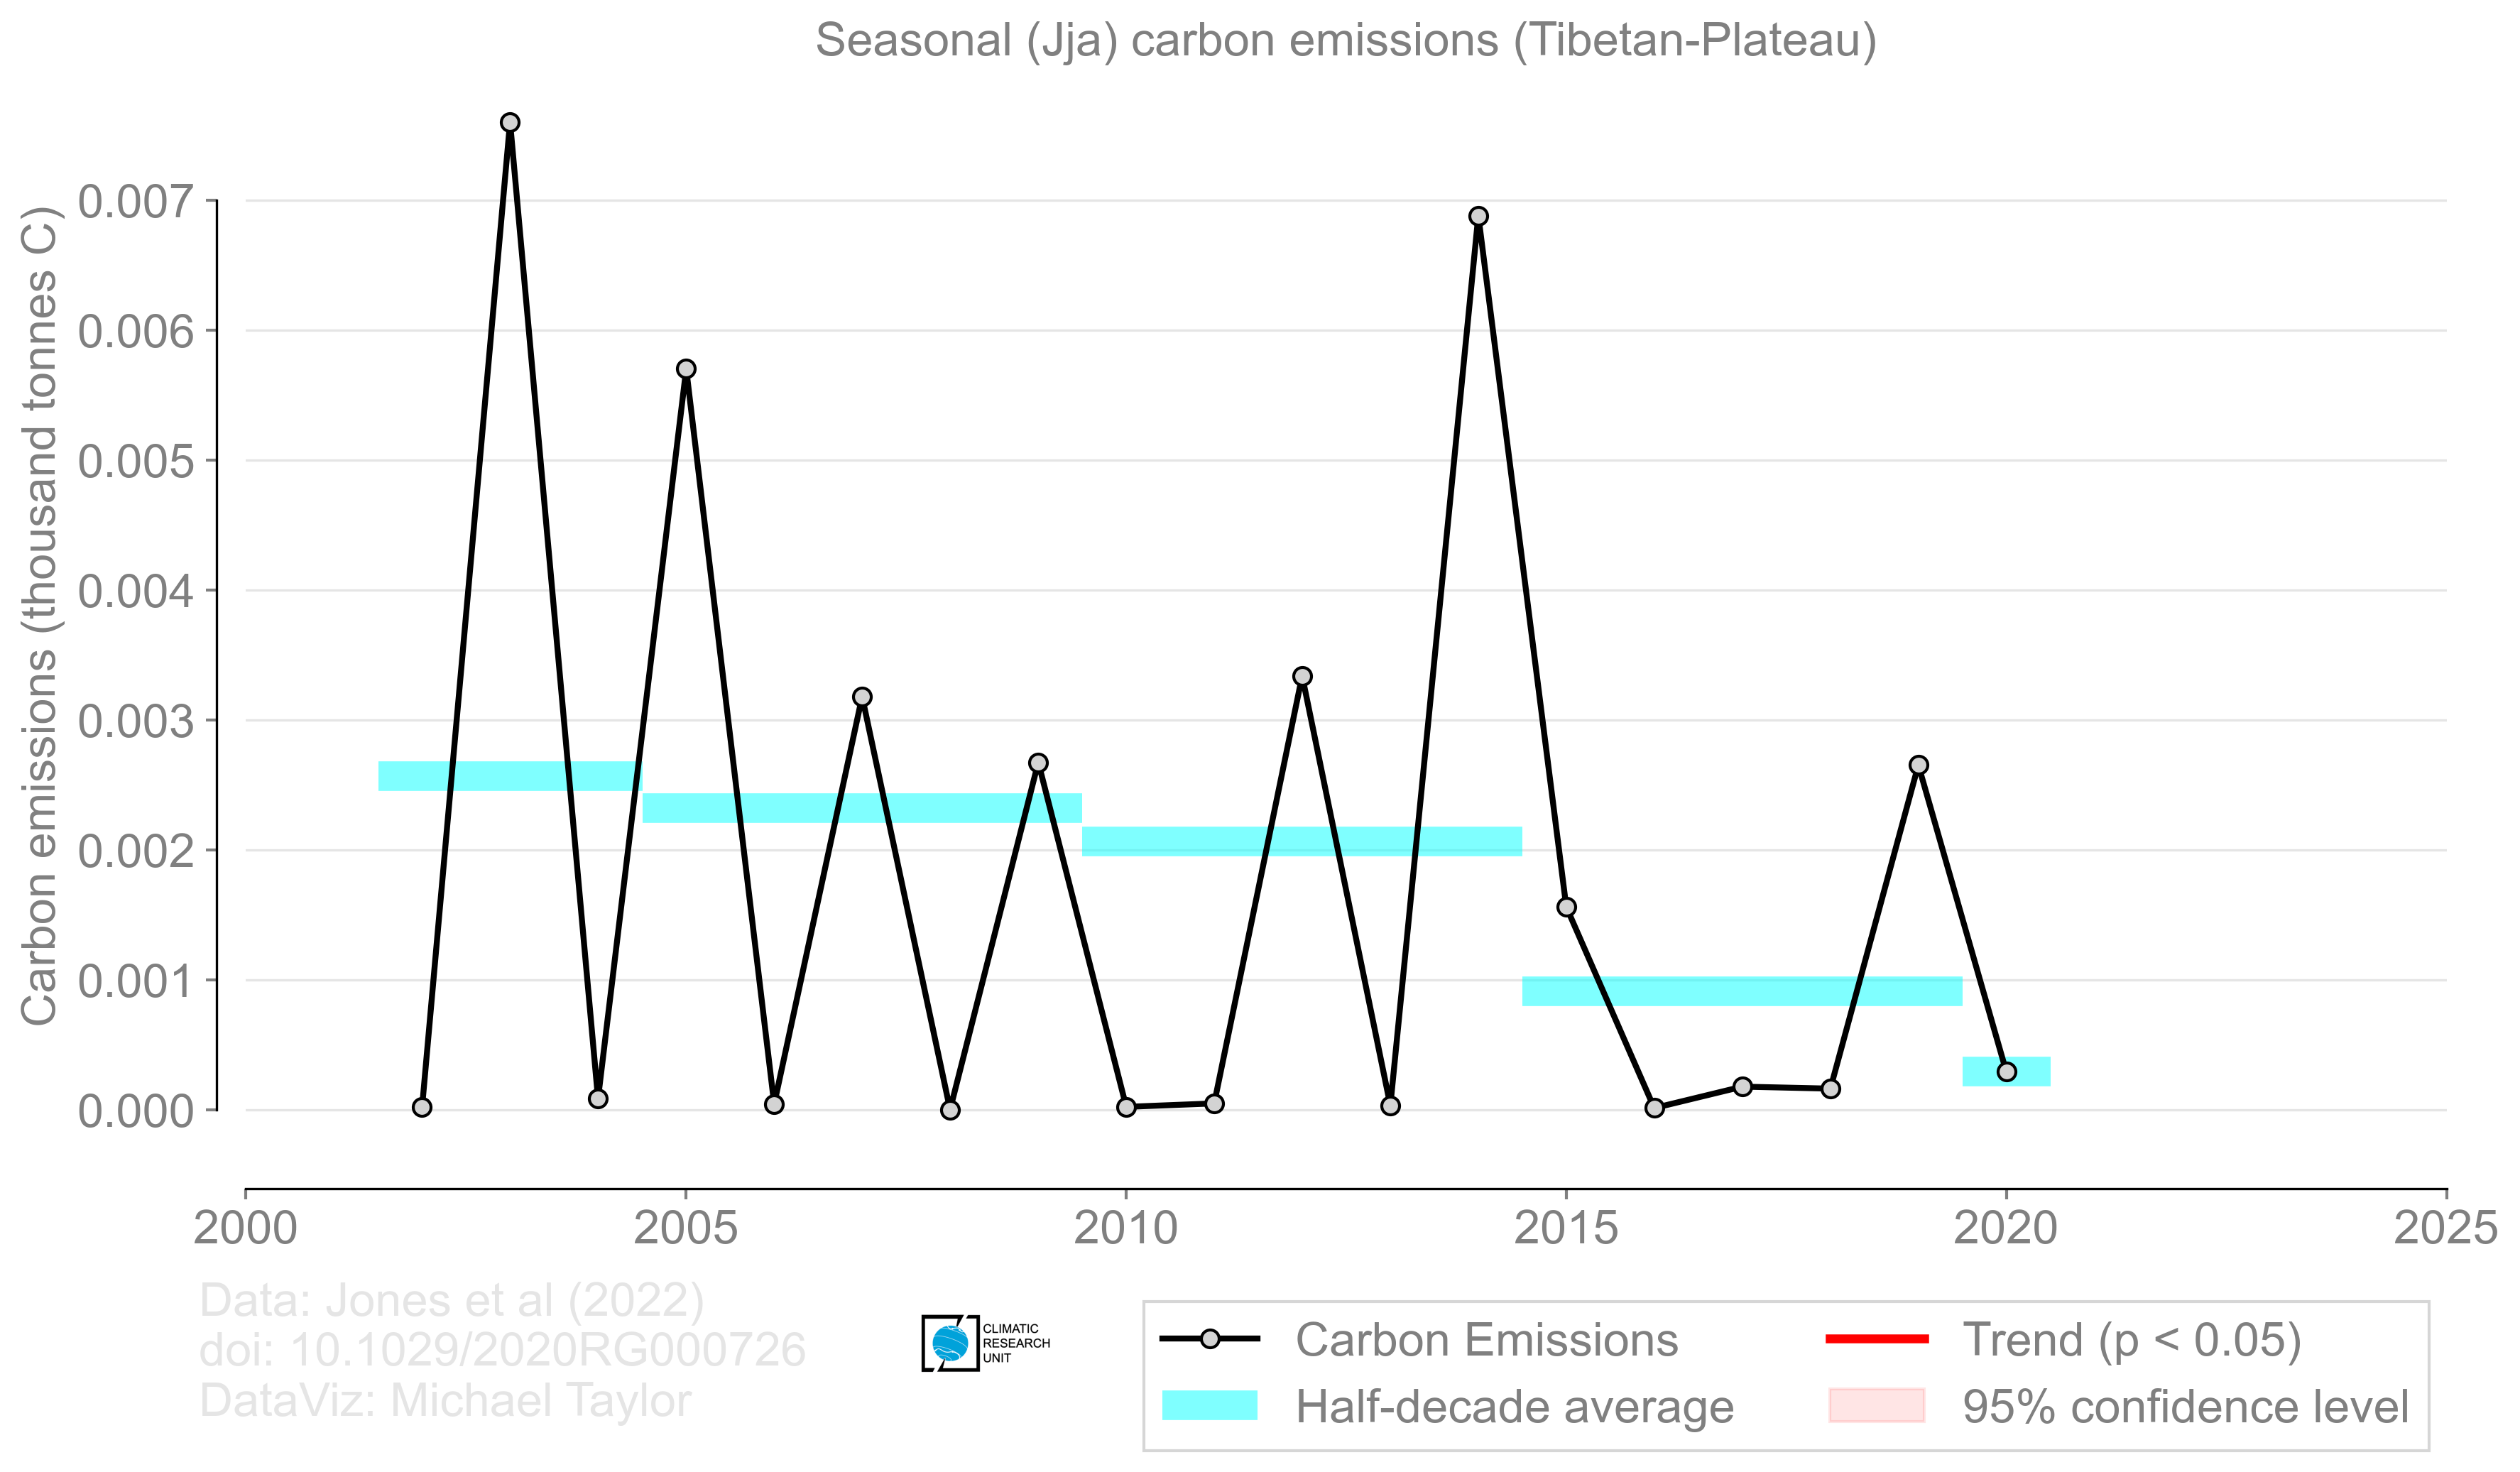 Seasonal (Jja) carbon emissions (Tibetan-Plateau)
Carbon emissions (thousand tonnes C)
0.007
0.006
0.005
0.004
0.003
0.002
0.001
0.000
2000 2005 2010 2015 2020 2025
Data: Jones et al (2022)
doi: 10.1029/2020RG000726
DataViz: Michael Taylor
CLIMATIC
RESEARCH
UNIT
Carbon Emissions
Half-decade average
Trend (p < 0.05)
95% confidence level